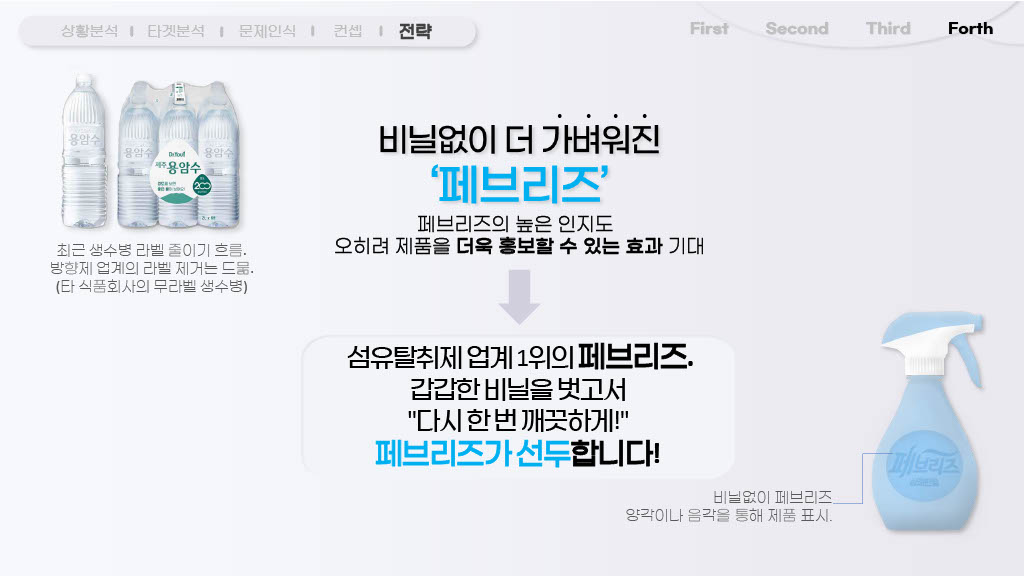 상황분석 ㅣ 타겟분석 ㅣ 문제인식 ㅣ 컨셉 ㅣ 전략
First Second Third Forth
용암수 용암수 용암수
Dr.You
제주
용암수
200
비닐없이 더 가벼워진
‘페브리즈’
페브리즈의 높은 인지도
오히려 제품을 더욱 홍보할 수 있는 효과 기대
최근 생수병 라벨 줄이기 흐름.
방향제 업계의 라벨 제거는 드뭄.
(타 식품회사의 무라벨 생수병)
섬유탈취제 업계 1위의 페브리즈.
갑갑한 비닐을 벗고서
"다시 한 번 깨끗하게!"
페브리즈가 선두합니다!
페브리즈
비닐없이 페브리즈
양각이나 음각을 통해 제품 표시.